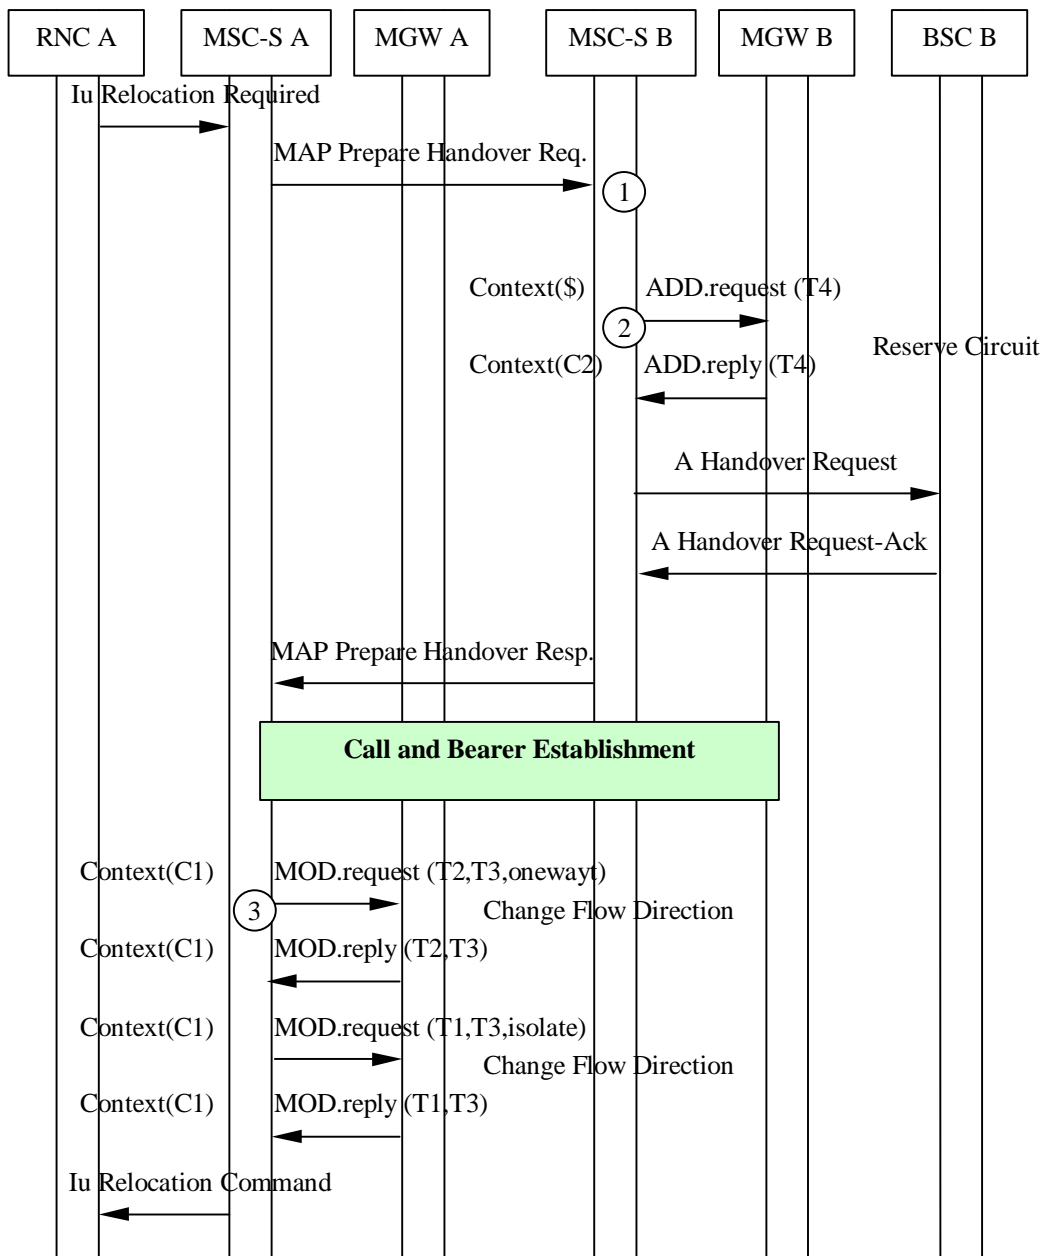 RNC A
MSC-S A
MGW A
MSC-S B
MGW B
BSC B
Iu Relocation Required
MAP Prepare Handover Req.
1
Context($)
ADD.request (T4)
2
Reserve Circuit
Context(C2)
ADD.reply (T4)
A Handover Request
A Handover Request-Ack
MAP Prepare Handover Resp.
Call and Bearer Establishment
Context(C1)
MOD.request (T2,T3,onewayt)
3
Change Flow Direction
Context(C1)
MOD.reply (T2,T3)
Context(C1)
MOD.request (T1,T3,isolate)
Change Flow Direction
Context(C1)
MOD.reply (T1,T3)
Iu Relocation Command